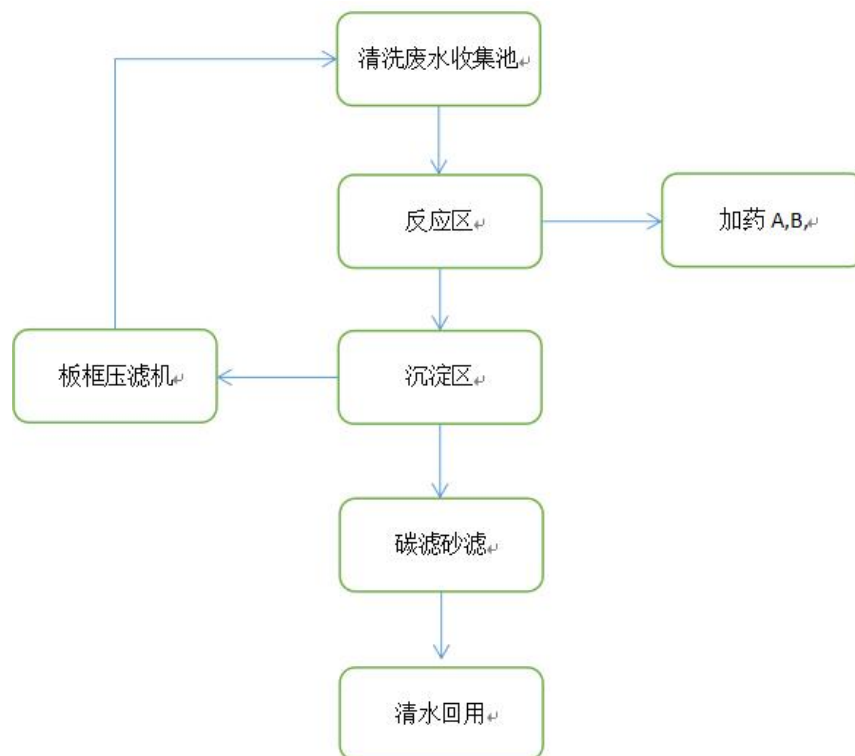 清洗废水收集池
反应区
加药 A,B,
板框压滤机
沉淀区
碳滤砂滤
清水回用